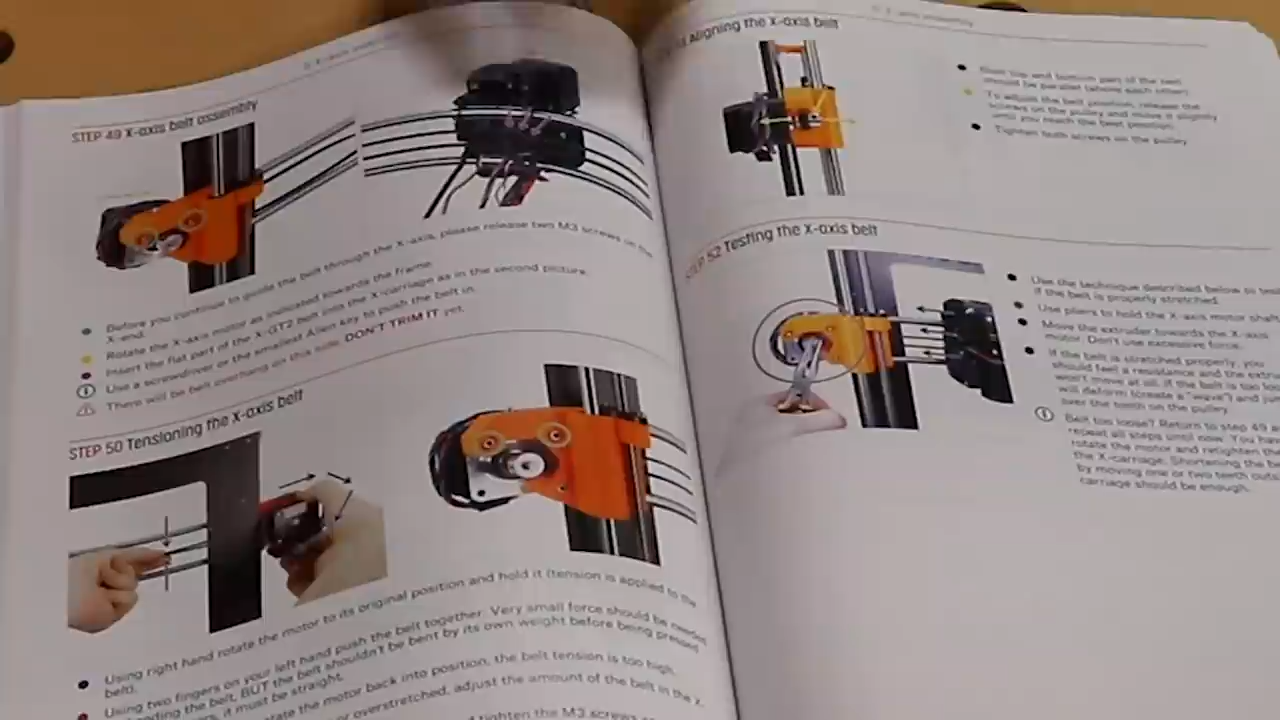 STEP 49 X-axis belt assembly
Before you continue to guide the belt through the X-axis, please release two M3 screws on the
X-end.
Rotate the X-axis motor as indicated towards the frame.
Insert the flat part of the X-GT2 belt into the X-carriage as in the second picture.
Use a screwdriver or the smallest Allen key to push the belt in.
There will be belt overhang on this side, DON'T TRIM IT yet.
STEP 50 Tensioning the X-axis belt
Using right hand rotate the motor to its original position and hold it (tension is applied to the
belt).
Using two fingers on your left hand push the belt together. Very small force should be needed
bending the belt, BUT the belt shouldn't be bent by its own weight before being pressed
it must be straight.
rotate the motor back into position, the belt tension is too high.
or overstretched, adjust the amount of the belt in the X-
tighten the M3 screws
Aligning the X-axis belt
Both top and bottom part of the belt
should be parallel (above each other).
To adjust the belt position, release the
screws on the pulley and move it slightly
until you reach the best position.
Tighten both screws on the pulley.
STEP 52 Testing the X-axis belt
Use the technique described below to test
if the belt is properly stretched.
Use pliers to hold the X-axis motor shaft.
Move the extruder towards the X-axis
motor. Don't use excessive force.
If the belt is stretched properly, you
should feel a resistance and the
won't move at all. If the belt is too
will deform (create a "wave") and
over the teeth on the pulley.
Belt too loose? Return to step 49
repeat all steps until now. You have
rotate the motor and retighten the
the X-carriage. Shortening the
by moving one or two teeth
carriage should be enough.